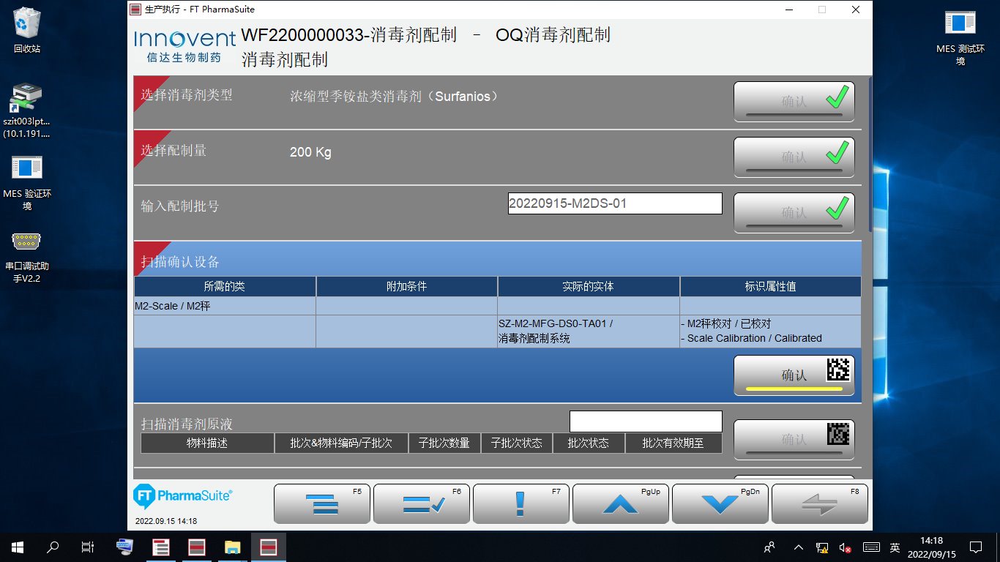 生产执行 - FT PharmaSuite
回收站
szit003lpt...
(10.1.191....
MES 验证环
境
串口调试助
手V2.2
MES 测试环
境
Innovent
信达生物制药
WF2200000033-消毒剂配制 - OQ消毒剂配制
消毒剂配制
选择消毒剂类型 浓缩型季铵盐类消毒剂（Surfanios） 确认
选择配制量 200 Kg 确认
输入配制批号 20220915-M2DS-01 确认
扫描确认设备
所需的类 附加条件 实际的实体 标识属性值
M2-Scale / M2秤
SZ-M2-MFG-DS0-TA01 / - M2秤校对 / 已校对
消毒剂配制系统 - Scale Calibration / Calibrated
确认
扫描消毒剂原液 确认
物料描述 批次&物料编码/子批次 子批次数量 子批次状态 批次状态 批次有效期至
FT PharmaSuite®
2022.09.15 14:18
F5 F6 F7 PgUp PgDn F8
英
14:18
2022/09/15